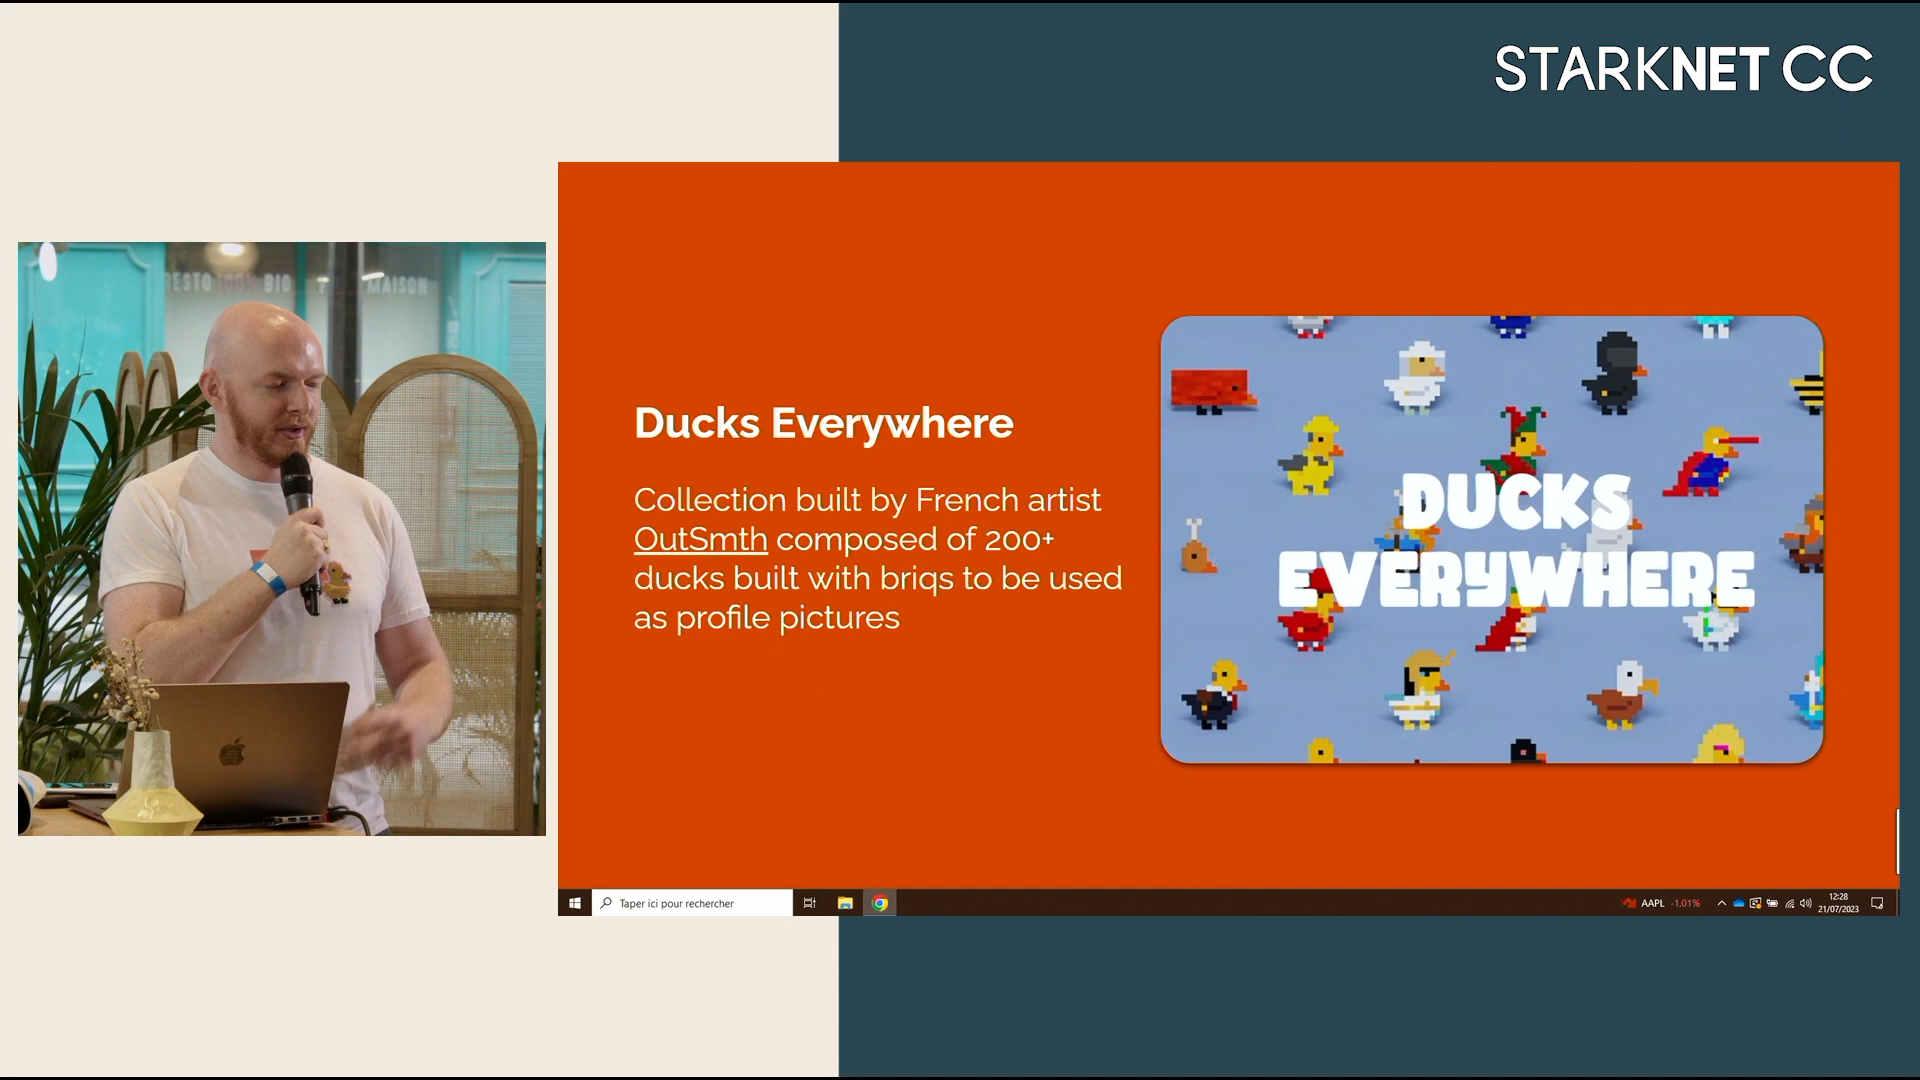 STARKNET CC
RESTO 100% BIO
MAISON
Ducks Everywhere
Collection built by French artist
OutSmth composed of 200+
ducks built with briqs to be used
as profile pictures
DUCKS
EVERYWHERE
Taper ici pour rechercher
AAPL -1.01%
12:28
21/07/2023